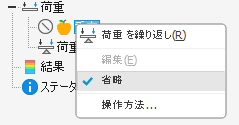 荷重
荷重 を繰り返し(R)
編集(E)
荷重
省略
結果
操作方法...
ステータ